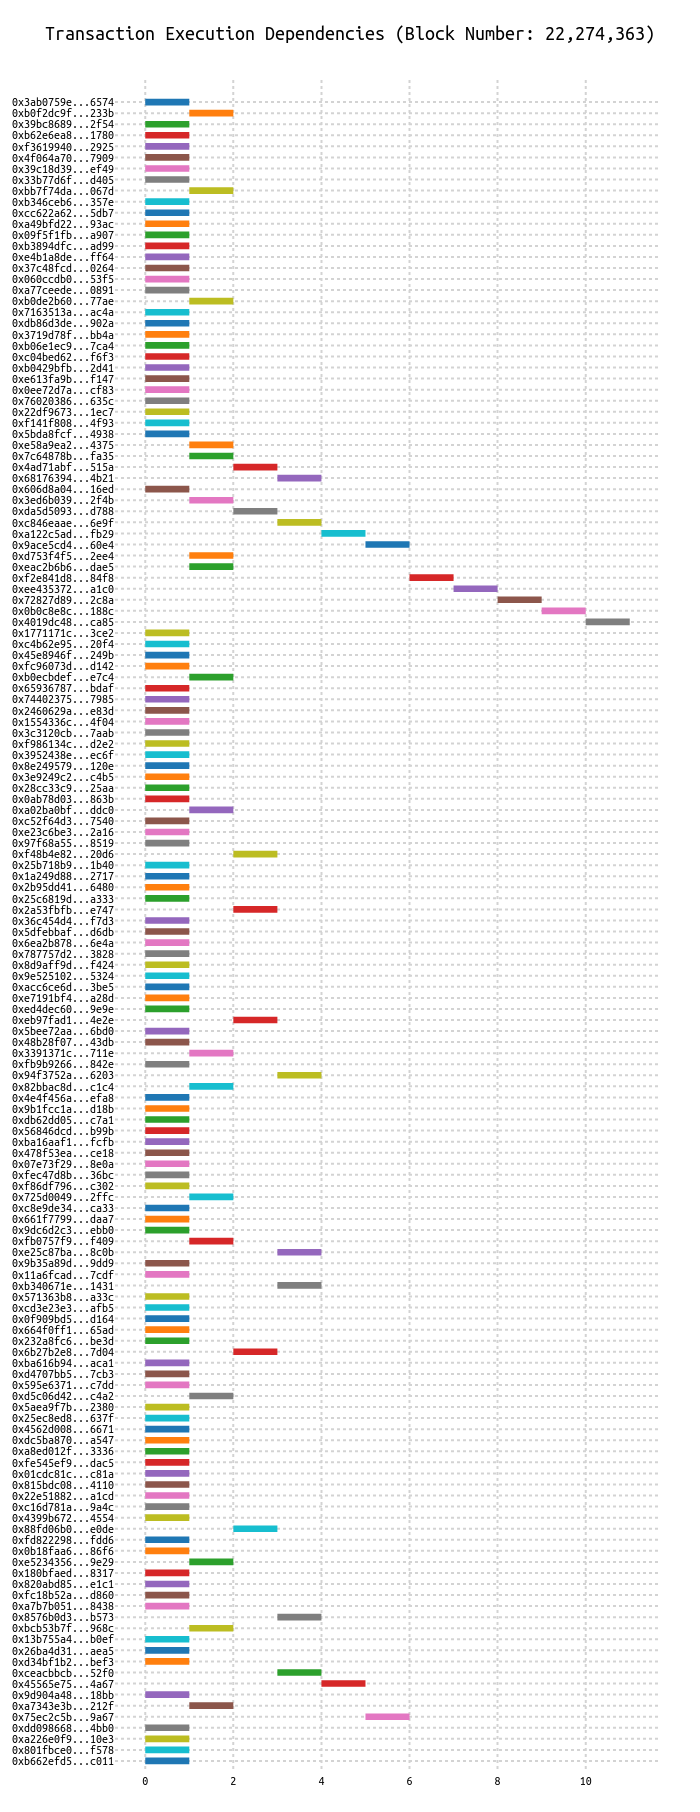 Transaction Execution Dependencies (Block Number: 22,274,363)
0x3ab0759e...6574
0xb0f2dc9f...233b
0x39bc8689...2f54
0xb62e6ea8...1780
0xf3619940...2925
0x4f064a70...7909
0x39c18d39...ef49
0x33b77d6f...d405
0xbb7f74da...067d
0xb346ceb6...357e
0xcc622a62...5db7
0xa49bfd22...93ac
0x09f5f1fb...a907
0xb3894dfc...ad99
0xe4b1a8de...ff64
0x37c48fcd...0264
0x060ccdb0...53f5
0xa77ceede...0891
0xb0de2b60...77ae
0x7163513a...ac4a
0xdb86d3de...902a
0x3719d78f...bb4a
0xb06e1ec9...7ca4
0xc04bed62...f6f3
0xb0429bfb...2d41
0xe613fa9b...f147
0x0ee72d7a...cf83
0x76020386...635c
0x22df9673...1ec7
0xf141f808...4f93
0x5bda8fcf...4938
0xe58a9ea2...4375
0x7c64878b...fa35
0x4ad71abf...515a
0x68176394...4b21
0x606d8a04...16ed
0x3ed6b039...2f4b
0xda5d5093...d788
0xc846eaae...6e9f
0xa122c5ad...fb29
0x9ace5cd4...60e4
0xd753f4f5...2ee4
0xeac2b6b6...dae5
0xf2e841d8...84f8
0xee435372...a1c0
0x72827d89...2c8a
0x0b0c8e8c...188c
0x4019dc48...ca85
0x1771171c...3ce2
0xc4b62e95...20f4
0x45e8946f...249b
0xfc96073d...d142
0xb0ecbdef...e7c4
0x65936787...bdaf
0x74402375...7985
0x2460629a...e83d
0x1554336c...4f04
0x3c3120cb...7aab
0xf986134c...d2e2
0x3952438e...ec6f
0x8e249579...120e
0x3e9249c2...c4b5
0x28cc33c9...25aa
0x0ab78d03...863b
0xa02ba0bf...ddc0
0xc52f64d3...7540
0xe23c6be3...2a16
0x97f68a55...8519
0xf48b4e82...20d6
0x25b718b9...1b40
0x1a249d88...2717
0x2b95dd41...6480
0x25c6819d...a333
0x2a53fbfb...e747
0x36c454d4...f7d3
0x5dfebbaf...d6db
0x6ea2b878...6e4a
0x787757d2...3828
0x8d9aff9d...f424
0x9e525102...5324
0xacc6ce6d...3be5
0xe7191bf4...a28d
0xed4dec60...9e9e
0xeb97fad1...4e2e
0x5bee72aa...6bd0
0x48b28f07...43db
0x3391371c...711e
0xfb9b9266...842e
0x94f3752a...6203
0x82bbac8d...c1c4
0x4e4f456a...efa8
0x9b1fcc1a...d18b
0xdb62dd05...c7a1
0x56846dcd...b99b
0xba16aaf1...fcfb
0x478f53ea...ce18
0x07e73f29...8e0a
0xfec47d8b...36bc
0xf86df796...c302
0x725d0049...2ffc
0xc8e9de34...ca33
0x661f7799...daa7
0x9dc6d2c3...ebb0
0xfb0757f9...f409
0xe25c87ba...8c0b
0x9b35a89d...9dd9
0x11a6fcad...7cdf
0xb340671e...1431
0x571363b8...a33c
0xcd3e23e3...afb5
0x0f909bd5...d164
0x664f0ff1...65ad
0x232a8fc6...be3d
0x6b27b2e8...7d04
0xba616b94...aca1
0xd4707bb5...7cb3
0x595e6371...c7dd
0xd5c06d42...c4a2
0x5aea9f7b...2380
0x25ec8ed8...637f
0x4562d008...6671
0xdc5ba870...a547
0xa8ed012f...3336
0xfe545ef9...dac5
0x01cdc81c...c81a
0x815bdc08...4110
0x22e51882...a1cd
0xc16d781a...9a4c
0x4399b672...4554
0x88fd06b0...e0de
0xfd822298...fdd6
0x0b18faa6...86f6
0xe5234356...9e29
0x180bfaed...8317
0x820abd85...e1c1
0xfc18b52a...d860
0xa7b7b051...8438
0x8576b0d3...b573
0xbcb53b7f...968c
0x13b755a4...b0ef
0x26ba4d31...aea5
0xd34bf1b2...bef3
0xceacbbcb...52f0
0x45565e75...4a67
0x9d904a48...18bb
0xa7343e3b...212f
0x75ec2c5b...9a67
0xdd098668...4bb0
0xa226e0f9...10e3
0x801fbce0...f578
0xb662efd5...c011
0 2 4 6 8 10